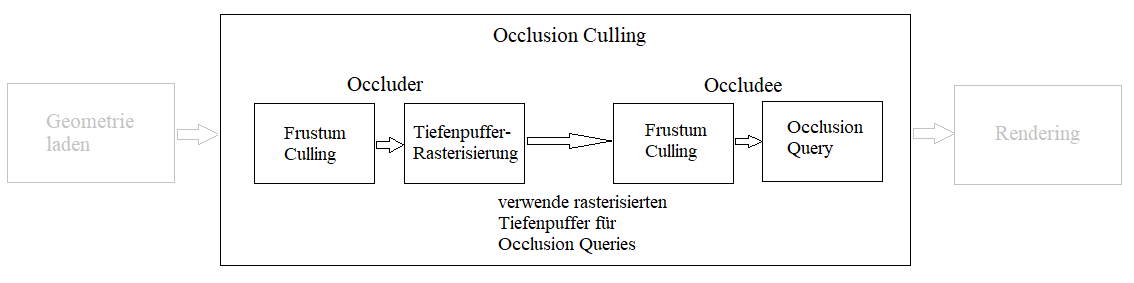 Occlusion Culling
Occluder
Occludee
Geometrie
laden
Frustum
Culling
Tiefenpuffer-
Rasterisierung
Frustum
Culling
Occlusion
Query
Rendering
verwende rasterisierten
Tiefenpuffer für
Occlusion Queries